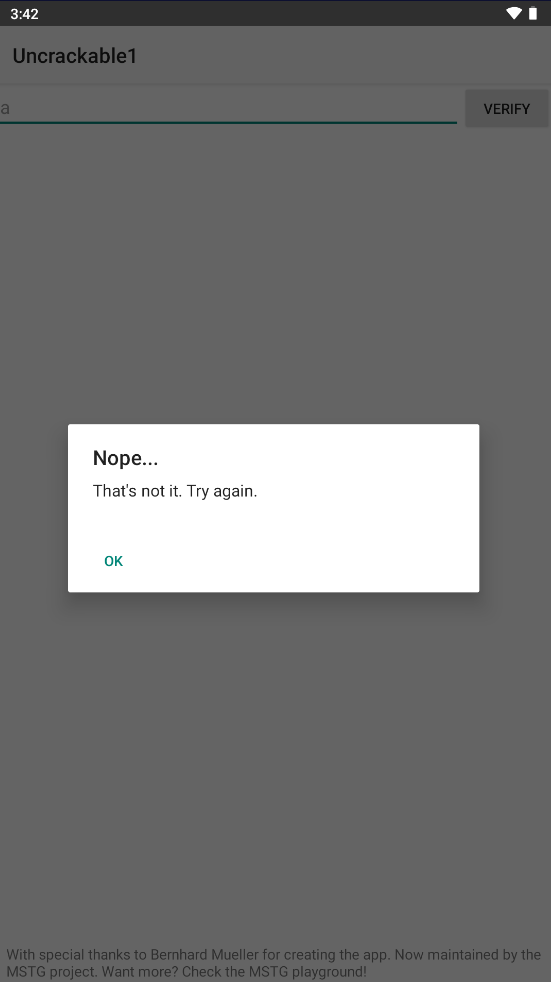 3:42
Uncrackable1
a
VERIFY
Nope...
That's not it. Try again.
OK
With special thanks to Bernhard Mueller for creating the app. Now maintained by the
MSTG project. Want more? Check the MSTG playground!